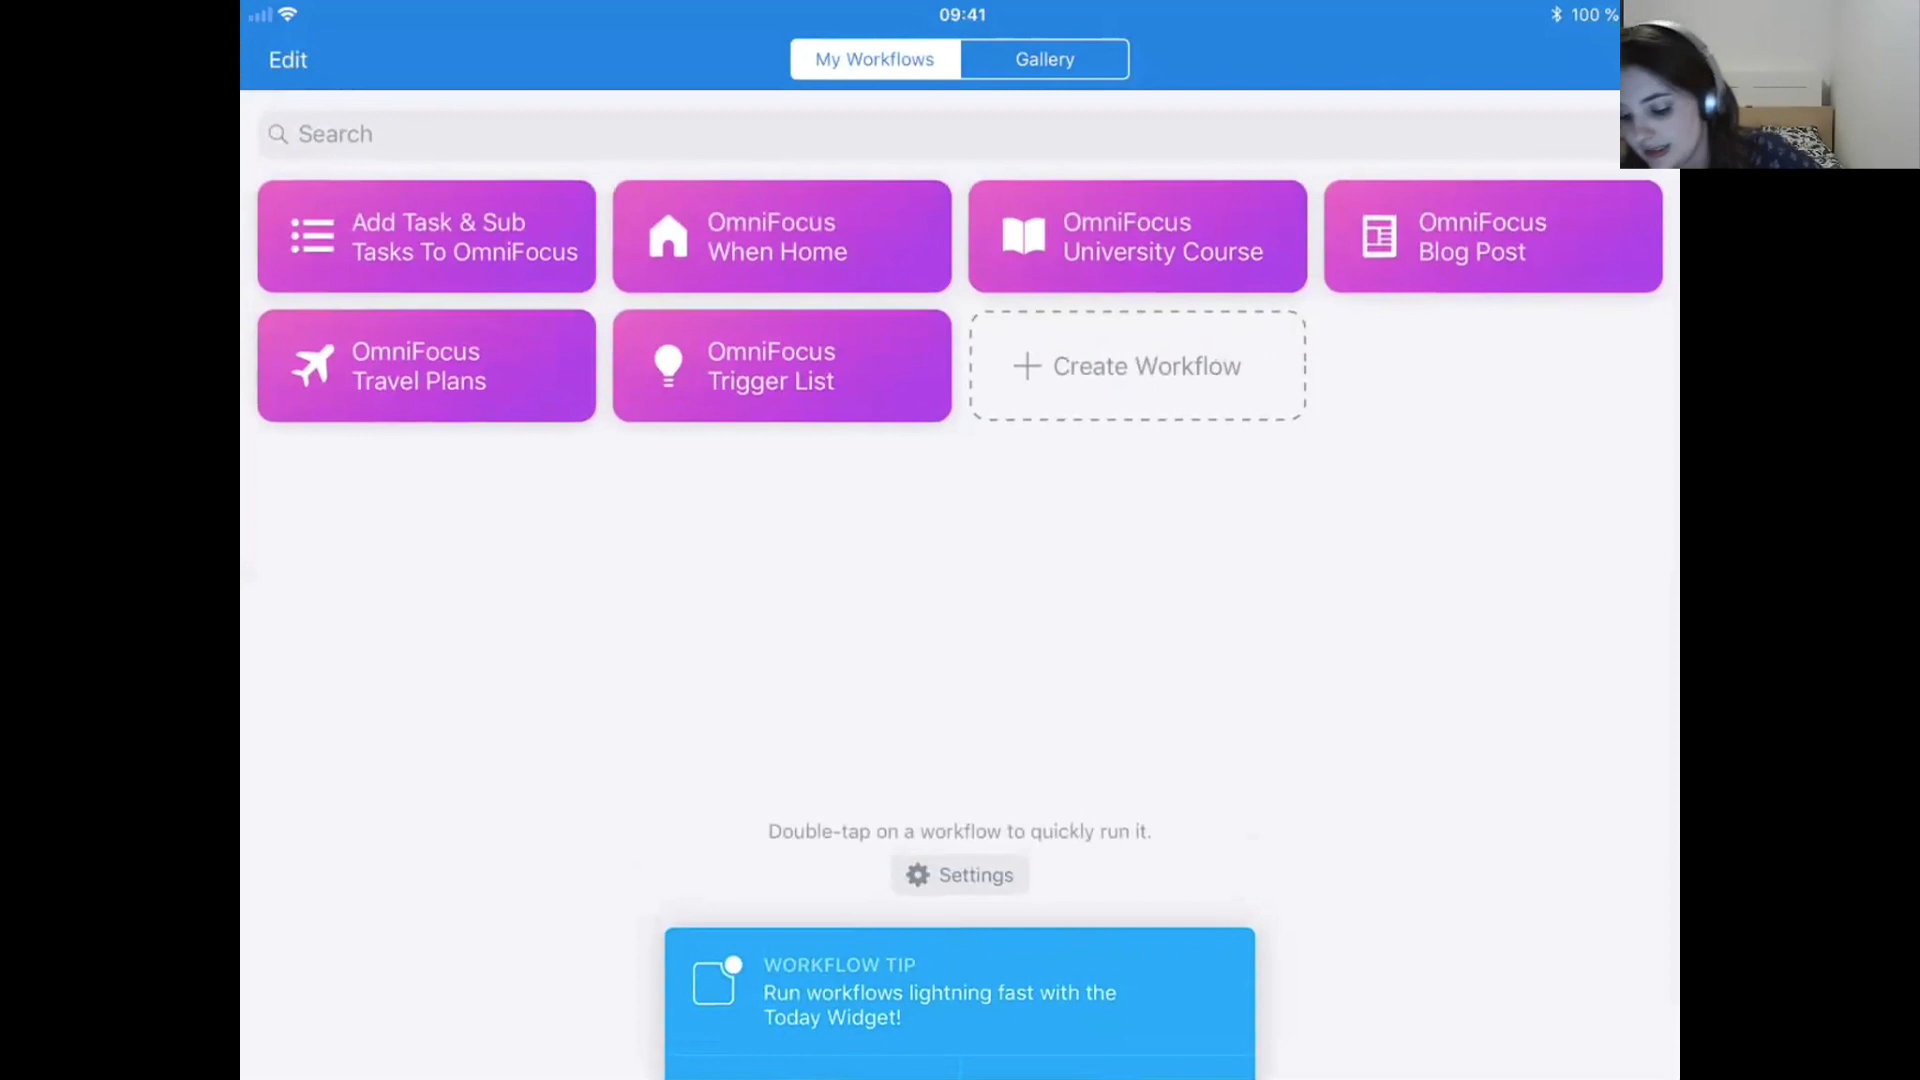 09:41
100 %
Edit
My Workflows
Gallery
Search
Add Task & Sub
Tasks To OmniFocus
OmniFocus
When Home
OmniFocus
University Course
OmniFocus
Blog Post
OmniFocus
Travel Plans
OmniFocus
Trigger List
Create Workflow
Double-tap on a workflow to quickly run it.
Settings
WORKFLOW TIP
Run workflows lightning fast with the
Today Widget!